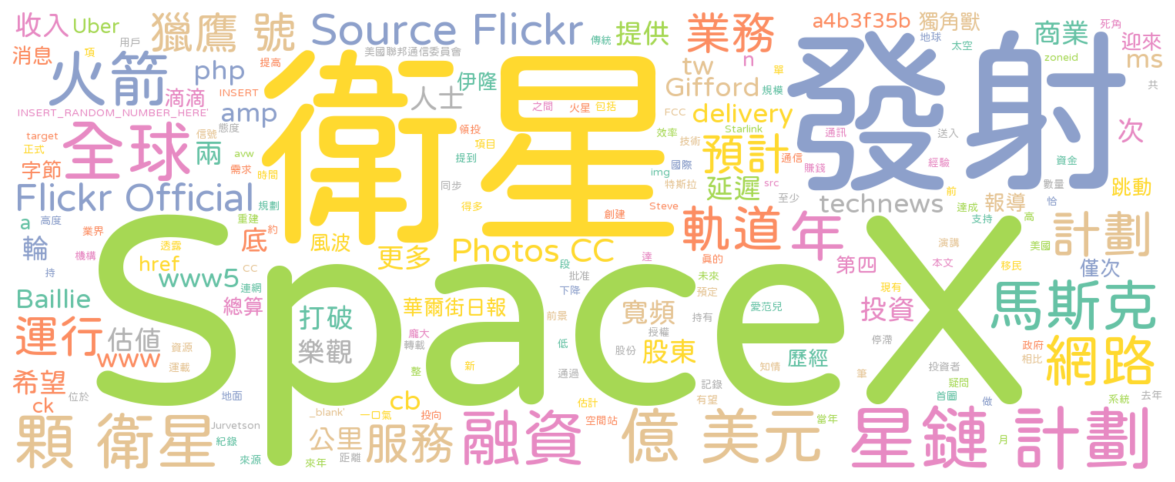 收入 Uber 獵鷹 號 Source Flickr 傳統 提供 業務 a4b3f35b 獨角獸 地球 商業 死角 迎來
消息 用戶 項 美國聯邦通信委員會 n 太空 zoneid ms
火箭 php 提高 伊隆 tw 單 發射 共
滴滴 INSERT 人士 衛星 之間 火星 包括 Gifford 規模
INSERT_RANDOM_NUMBER_HERE' amp FCC delivery
target 全球 信號 態度 領投 效率 Starlink 通訊 送入 次
正式 兩 avw 提到 項目 技術 預計 通信 經驗
字節 需求 時間 同步 img 國際 賺錢 資金
Flickr Official 規劃 得多 特斯拉 延遲 src 至少 前 數量 跳動
a 高度 重建 創建 Steve technews 達成 報導 恰
業界 底 約 風波 軌道 年 支持 高 計劃
輪 透露 更多 Photos CC 達 演講 美國
持 機構 href CC 段 真的 第四 本文 移民 僅次
www5 連網 批准 未來
Baillie 總算 SpaceX 下降 預定 投資 現有 馬斯克
打破 華爾街日報 寬頻 持有 愛范兒
運行 估值 龐大 前景 授權 停滯
www 資源 樂觀 轉載 低 股份 股東 歷經 政府 網路
希望 運載 整 新 通過 記錄 知情 投資者 相比
ck 位於 地面 cb 估計 有望 筆 疑問 系統
_blank' 一口氣 投向 首圖 做 去年
顆 衛星 Jurvetson 公里 服務 融資 空間站 億 美元 當年 星鏈 計劃
紀錄 來源 來年 距離 月